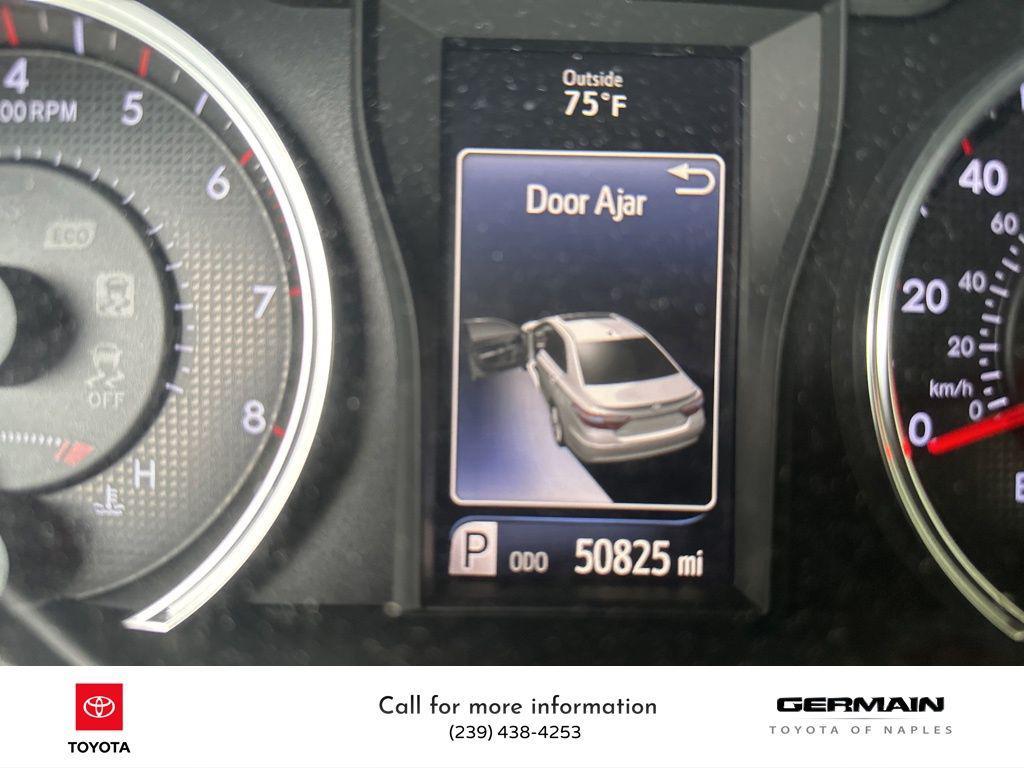 4
00 RPM
5
6
7
8
ECO
OFF
H
Outside
75°F
Door Ajar
P ODO 50825 mi
40
60
20
40
20
km/h
0
0
TOYOTA
Call for more information
(239) 438-4253
GERMAIN
TOYOTA OF NAPLES